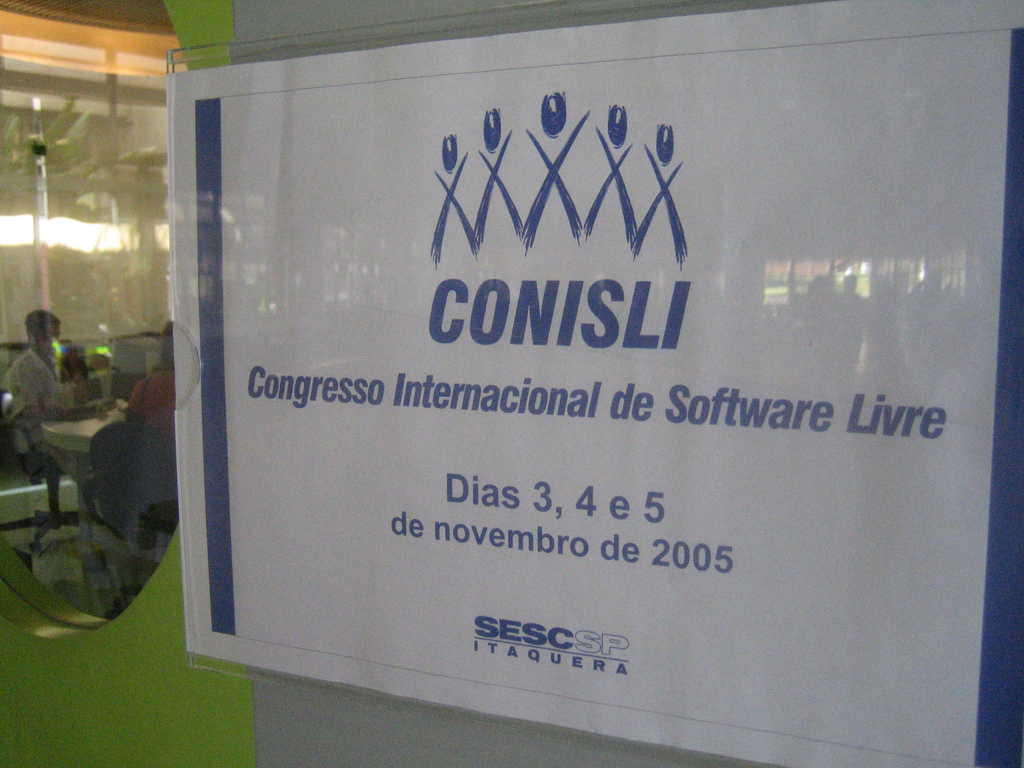 CONISLI
Congresso Internacional de Software Livre
Dias 3, 4 e 5
de novembro de 2005
SESCSP
ITAQUERA